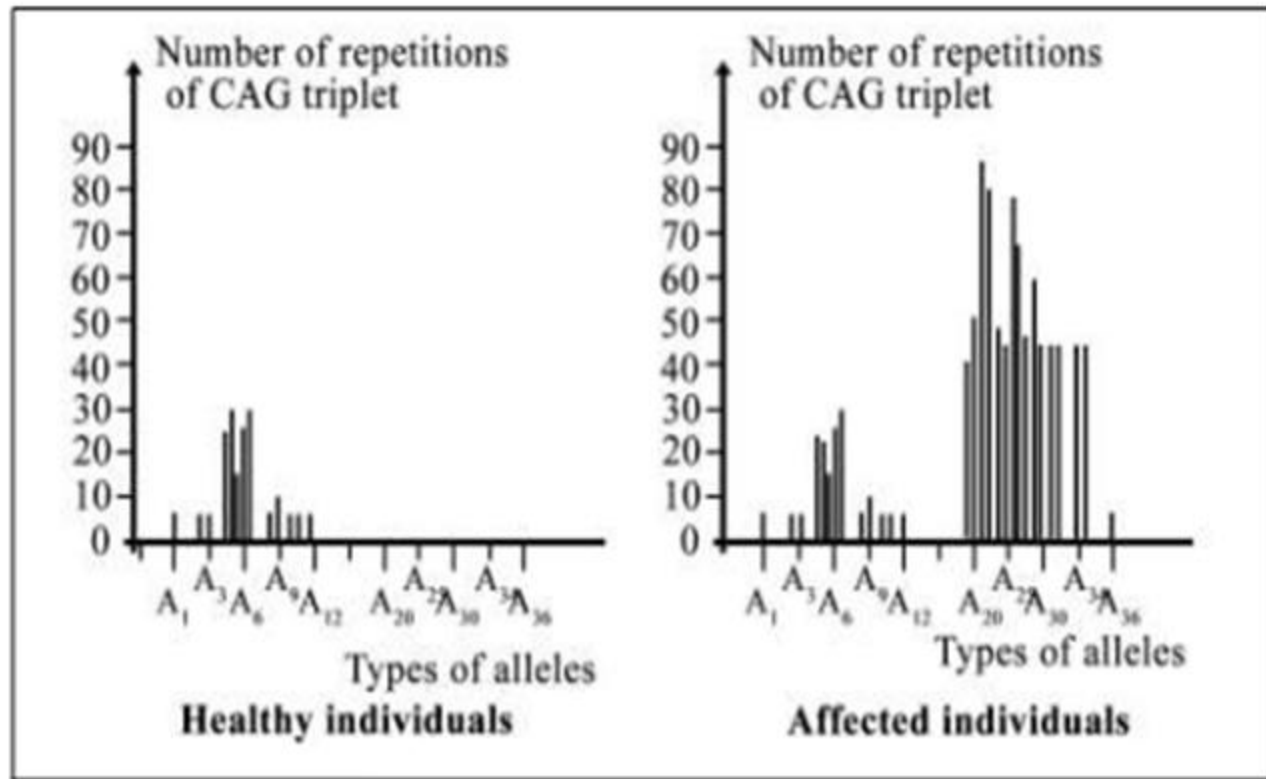 Number of repetitions
of CAG triplet
90
80
70
60
50
40
30
20
10
0
A₁ A₃ A₆ A₉ A₁₂ A₂₀ A₃₀ A₃₆
Types of alleles
Healthy individuals
Number of repetitions
of CAG triplet
90
80
70
60
50
40
30
20
10
0
A₁ A₃ A₆ A₉ A₁₂ A₂₀ A₃₀ A₃₆
Types of alleles
Affected individuals